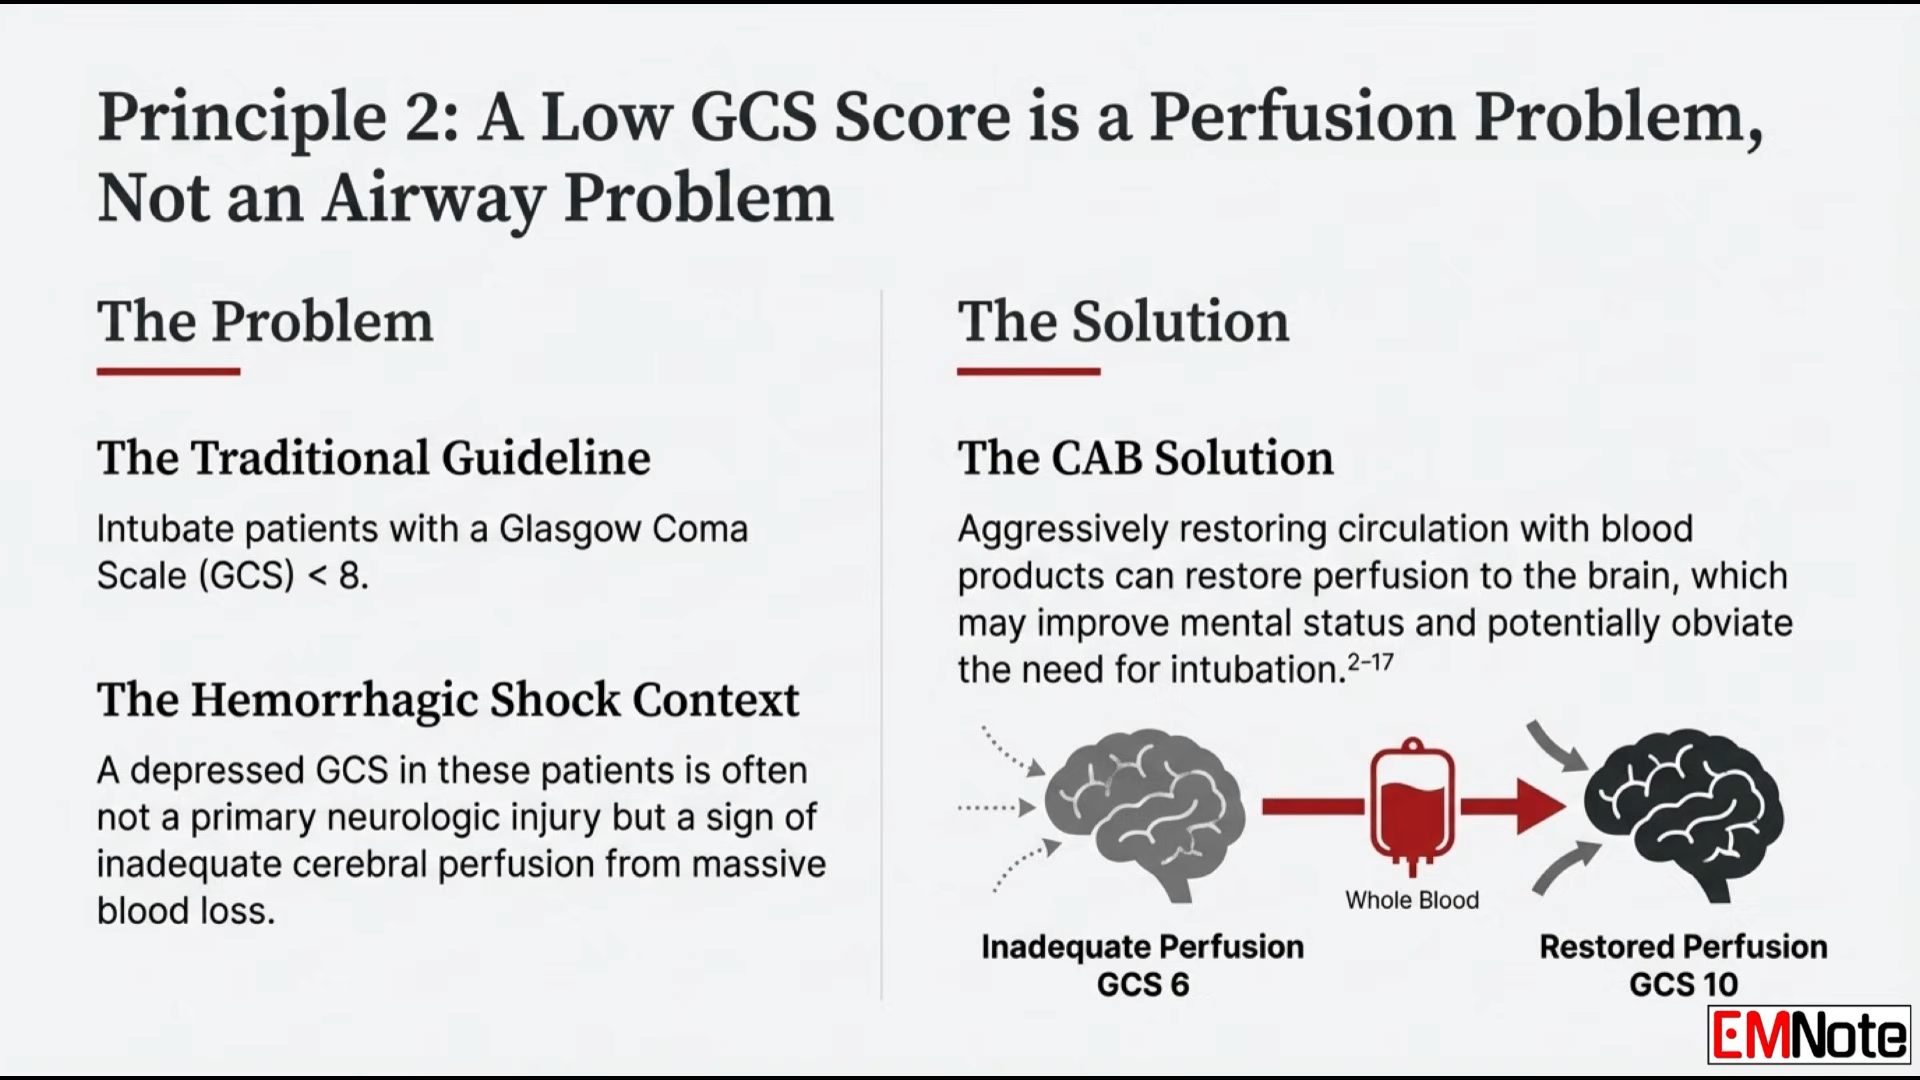 Principle 2: A Low GCS Score is a Perfusion Problem,
Not an Airway Problem
The Problem
The Traditional Guideline
Intubate patients with a Glasgow Coma
Scale (GCS) < 8.
The Hemorrhagic Shock Context
A depressed GCS in these patients is often
not a primary neurologic injury but a sign of
inadequate cerebral perfusion from massive
blood loss.
The Solution
The CAB Solution
Aggressively restoring circulation with blood
products can restore perfusion to the brain, which
may improve mental status and potentially obviate
the need for intubation.²⁻¹⁷
Whole Blood
Inadequate Perfusion
GCS 6
Restored Perfusion
GCS 10
EMNote